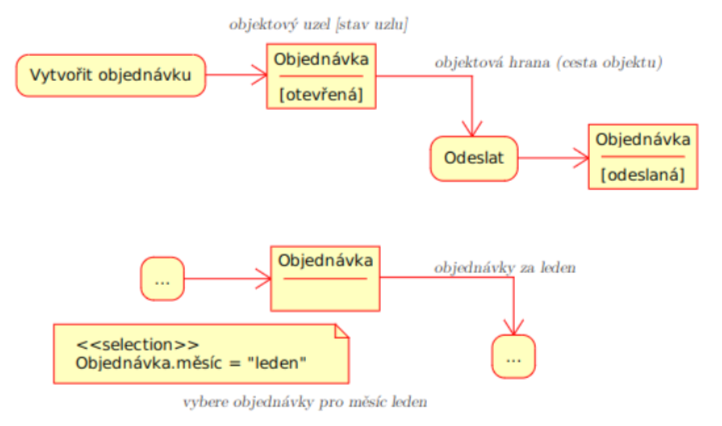 objektový uzel [stav uzlu]
Vytvořit objednávku
Objednávka
[otevřená]
objektová hrana (cesta objektu)
Odeslat
Objednávka
[odeslaná]
...
Objednávka
objednávky za leden
...
<<selection>>
Objednávka.měsíc = "leden"
vybere objednávky pro měsíc leden